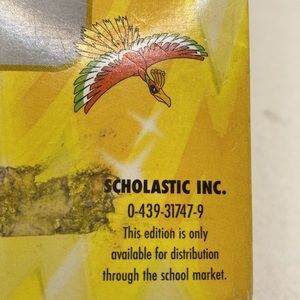 SCHOLASTIC INC.
0-439-31747-9
This edition is only
available for distribution
through the school market.